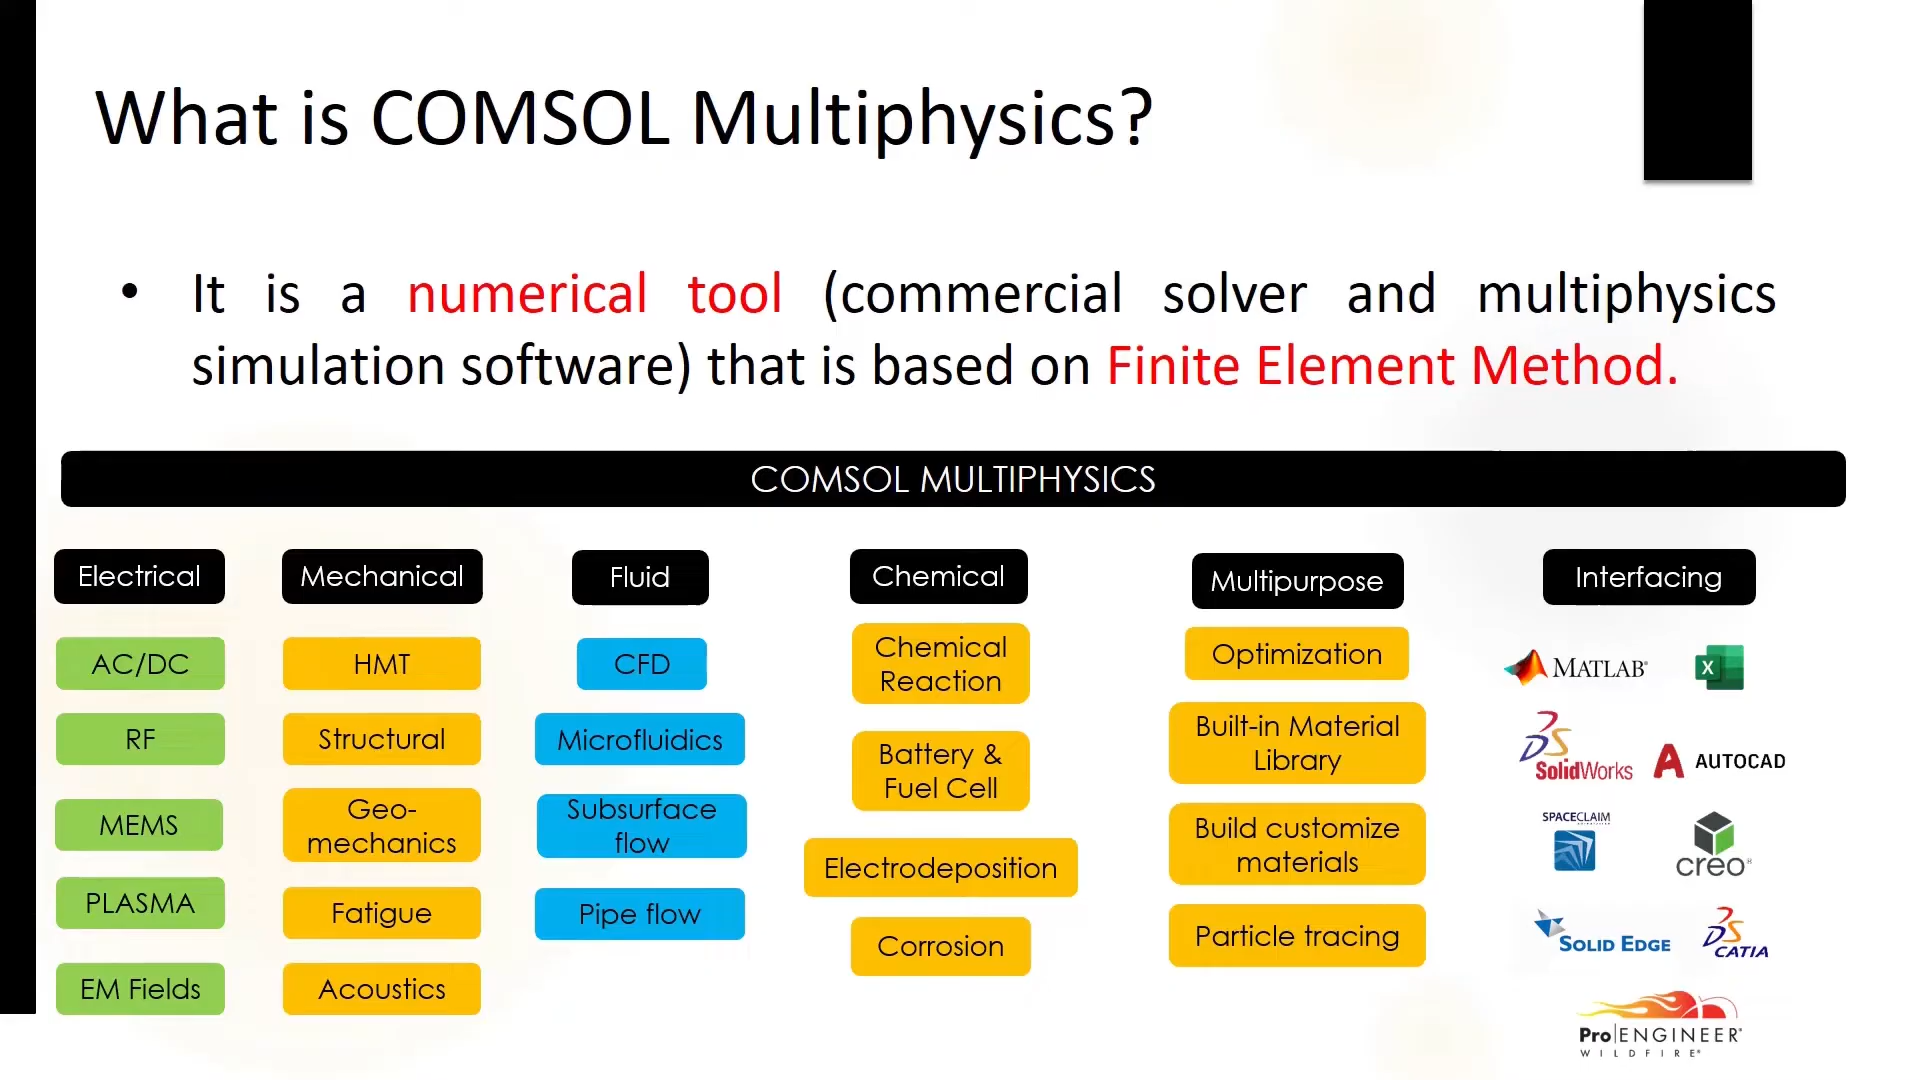 What is COMSOL Multiphysics?
• It is a numerical tool (commercial solver and multiphysics
simulation software) that is based on Finite Element Method.
COMSOL MULTIPHYSICS
Electrical
AC/DC
RF
MEMS
PLASMA
EM Fields
Mechanical
HMT
Structural
Geo-
mechanics
Fatigue
Acoustics
Fluid
CFD
Microfluidics
Subsurface
flow
Pipe flow
Chemical
Chemical
Reaction
Battery &
Fuel Cell
Electrodeposition
Corrosion
Multipurpose
Optimization
Built-in Material
Library
Build customize
materials
Particle tracing
Interfacing
MATLAB®
X
DS
SolidWorks
A AUTOCAD
SPACECLAIM
creo®
SOLID EDGE
DS
CATIA
Pro|ENGINEER®
WILDFIRE®